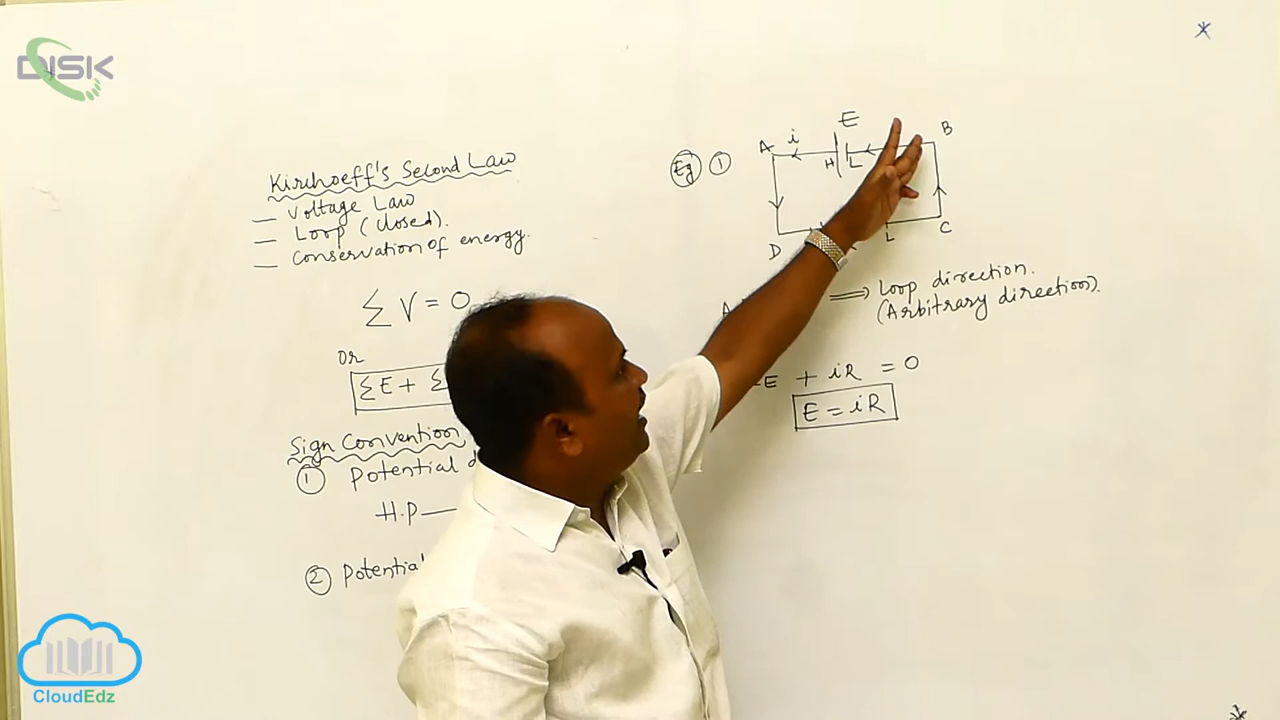 DISK
Kirchoeff's Second Law
— Voltage Law
— Loop (closed).
— Conservation of energy.
∑ V = 0
or
∑E + ∑
Sign Convention
① Potential d
H.P —
② Potential
Eg ①
E
A i H L B
D L C
A
⟹ Loop direction.
(Arbitrary direction).
E + iR = 0
E = iR
CloudEdz